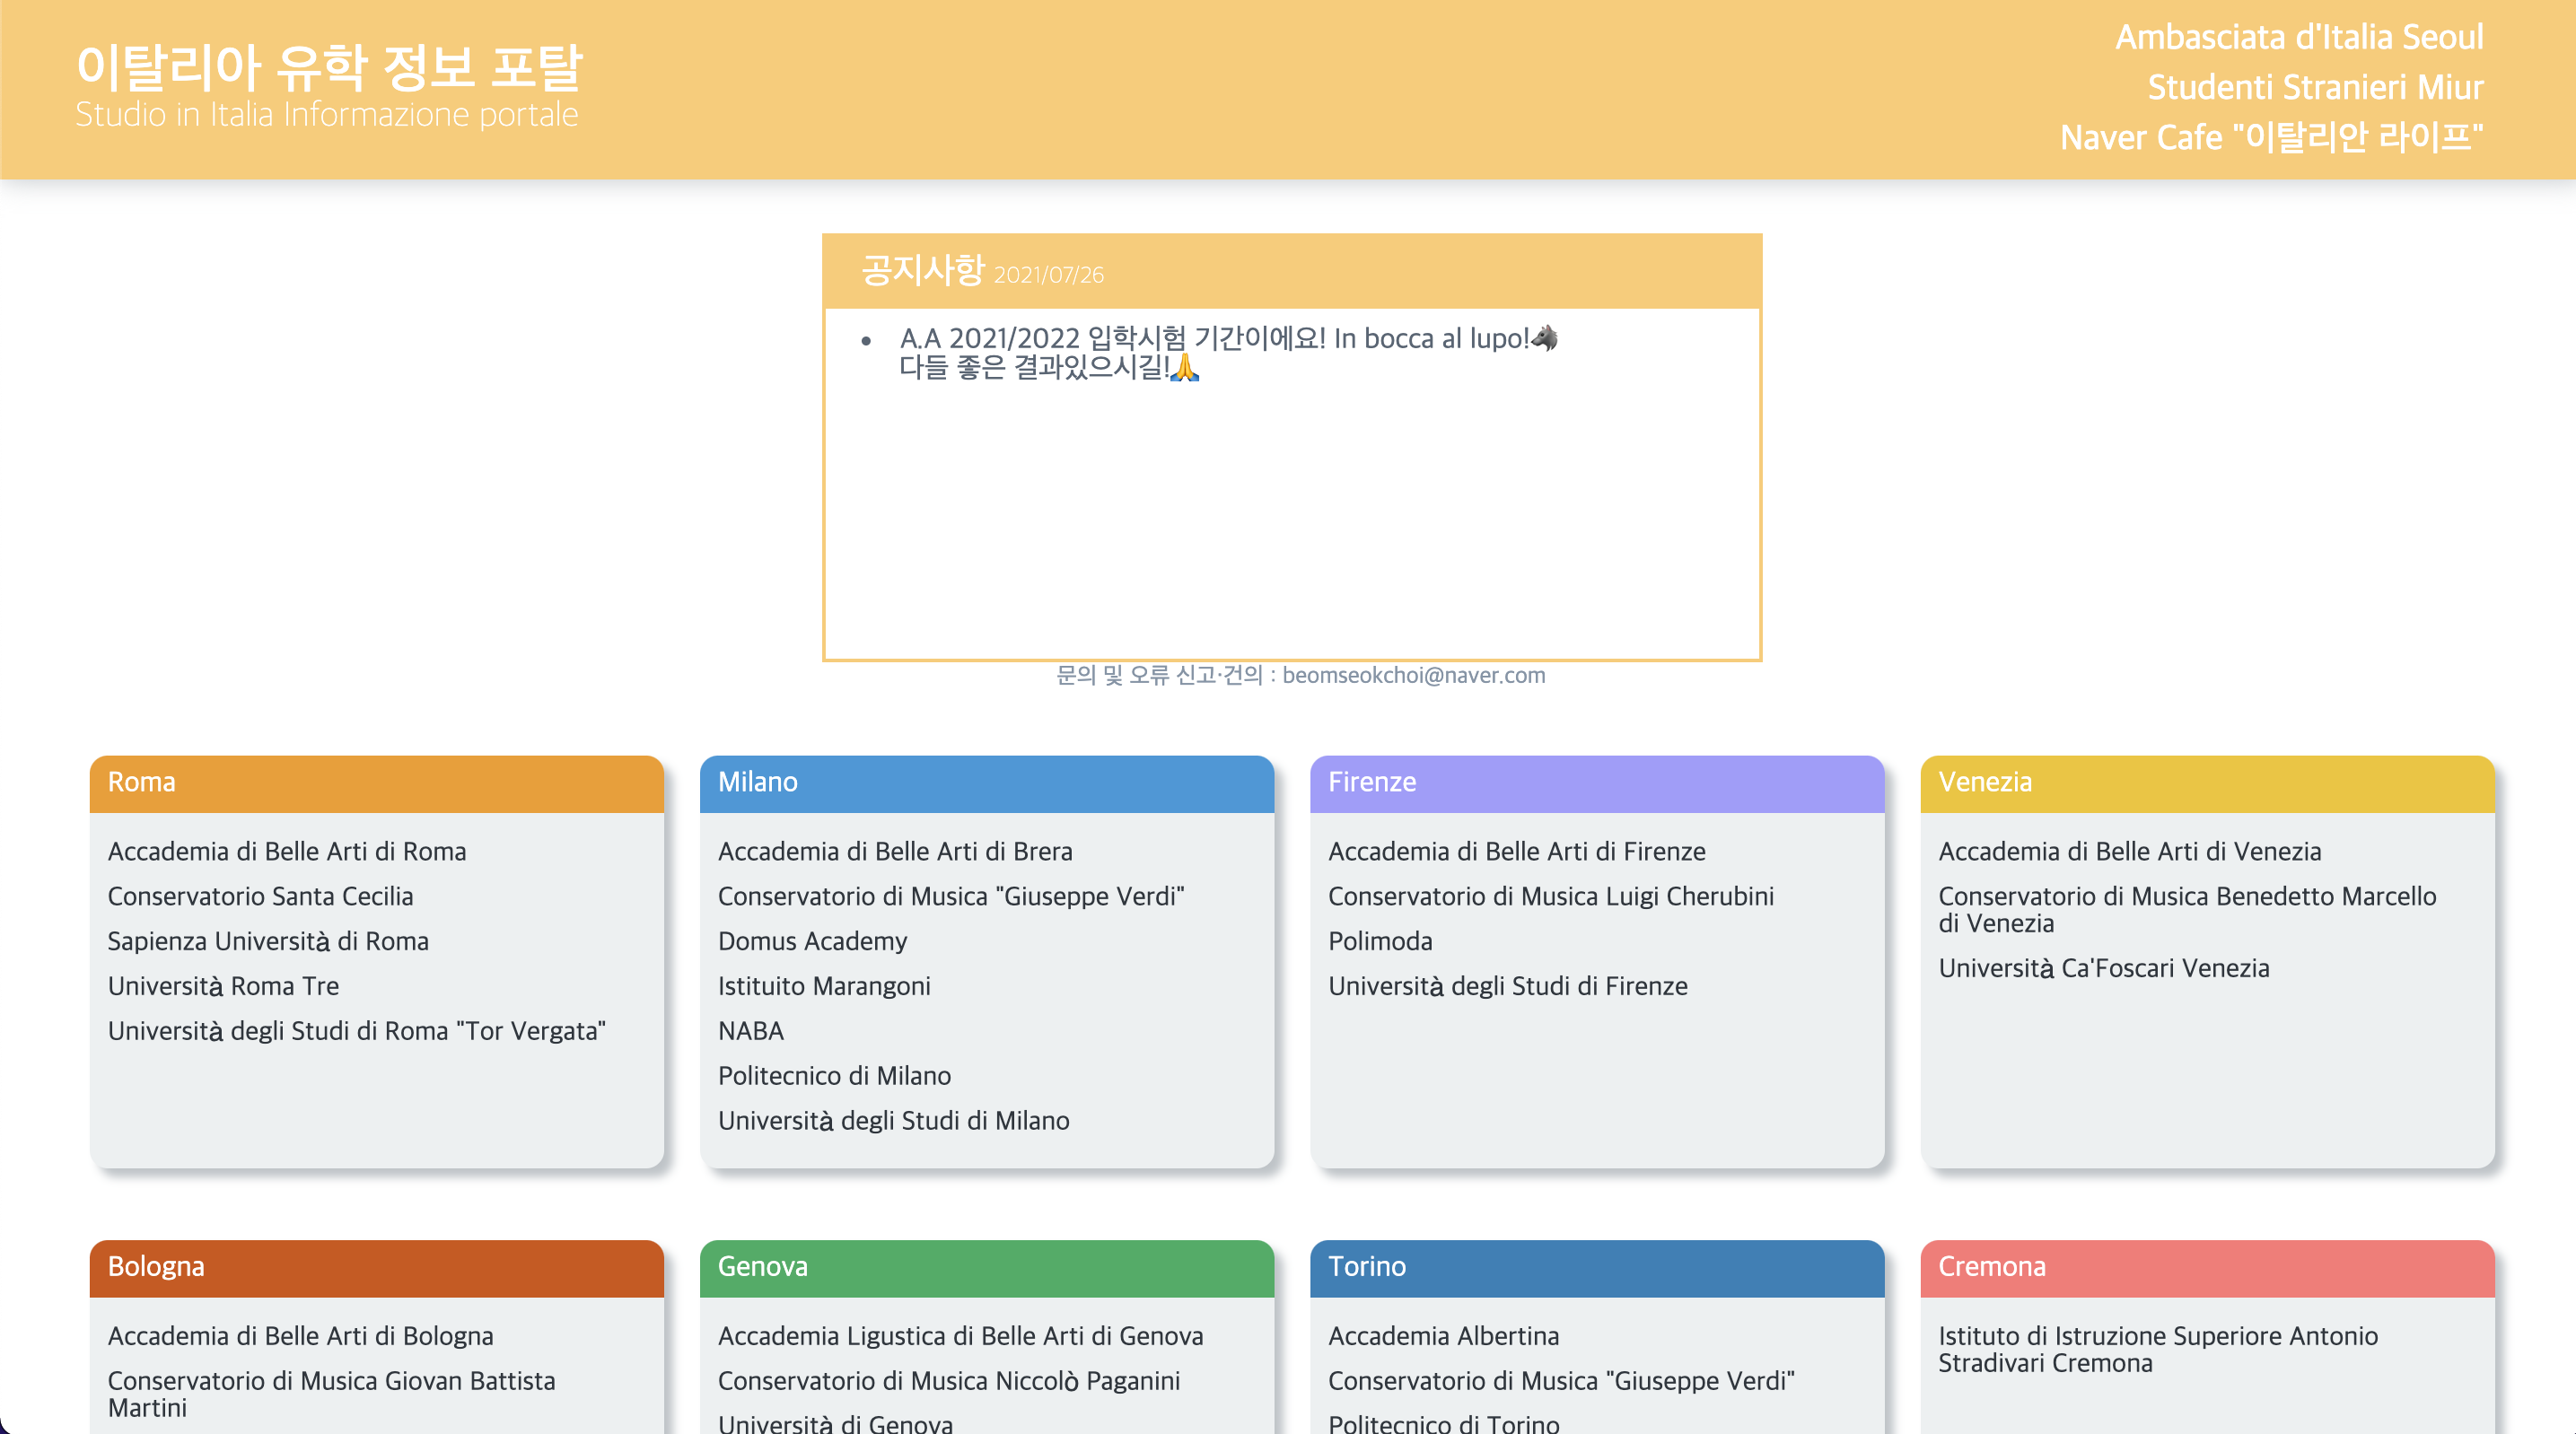 이탈리아 유학 정보 포탈
Studio in Italia Informazione portale
Ambasciata d'Italia Seoul
Studenti Stranieri Miur
Naver Cafe "이탈리안 라이프"
공지사항 2021/07/26
• A.A 2021/2022 입학시험 기간이에요! In bocca al lupo!🐺
다들 좋은 결과있으시길!🙏
문의 및 오류 신고·건의 : beomseokchoi@naver.com
Roma
Accademia di Belle Arti di Roma
Conservatorio Santa Cecilia
Sapienza Università di Roma
Università Roma Tre
Università degli Studi di Roma "Tor Vergata"
Milano
Accademia di Belle Arti di Brera
Conservatorio di Musica "Giuseppe Verdi"
Domus Academy
Istituito Marangoni
NABA
Politecnico di Milano
Università degli Studi di Milano
Firenze
Accademia di Belle Arti di Firenze
Conservatorio di Musica Luigi Cherubini
Polimoda
Università degli Studi di Firenze
Venezia
Accademia di Belle Arti di Venezia
Conservatorio di Musica Benedetto Marcello
di Venezia
Università Ca'Foscari Venezia
Bologna
Accademia di Belle Arti di Bologna
Conservatorio di Musica Giovan Battista
Martini
Genova
Accademia Ligustica di Belle Arti di Genova
Conservatorio di Musica Niccolò Paganini
Università di Genova
Torino
Accademia Albertina
Conservatorio di Musica "Giuseppe Verdi"
Politecnico di Torino
Cremona
Istituto di Istruzione Superiore Antonio
Stradivari Cremona